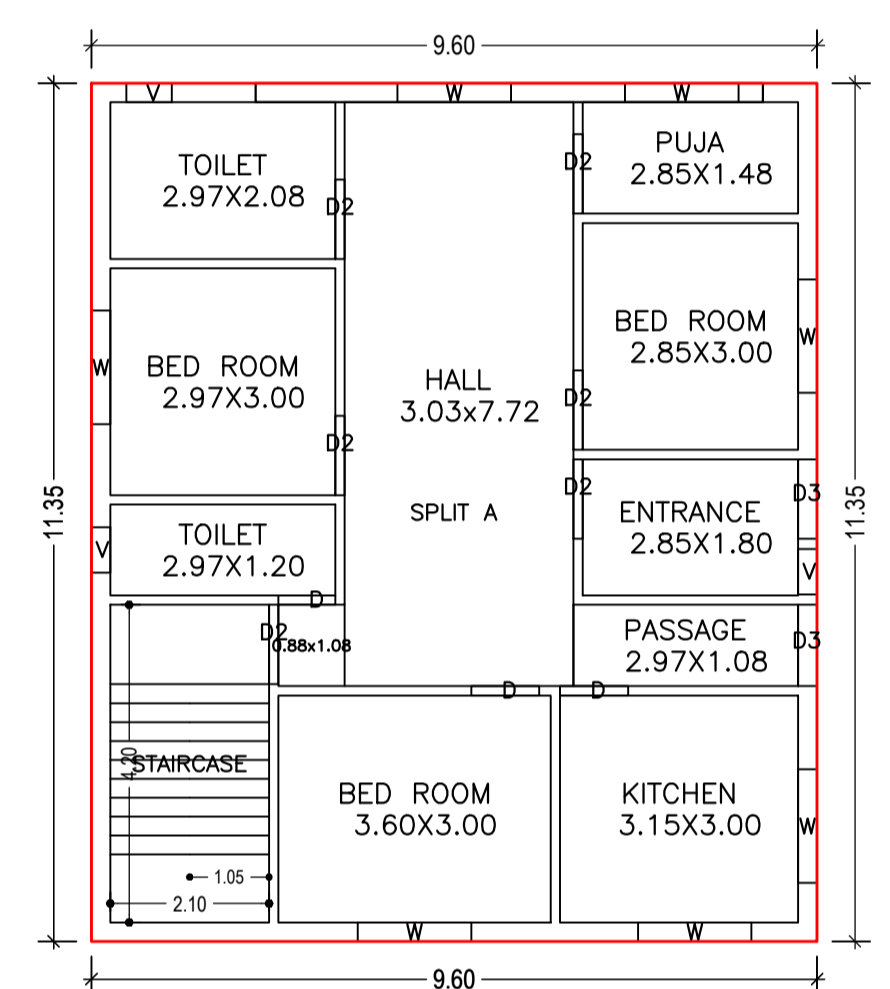 9.60
V
W
W
TOILET
2.97X2.08
D2
D2
PUJA
2.85X1.48
11.35
11.35
W
BED ROOM
2.97X3.00
D2
HALL
3.03x7.72
D2
BED ROOM
2.85X3.00
W
SPLIT A
V
TOILET
2.97X1.20
D
D2
ENTRANCE
2.85X1.80
D3
V
D2
0.88x1.08
PASSAGE
2.97X1.08
D3
D
D
4.20
STAIRCASE
1.05
2.10
BED ROOM
3.60X3.00
KITCHEN
3.15X3.00
W
W
W
9.60